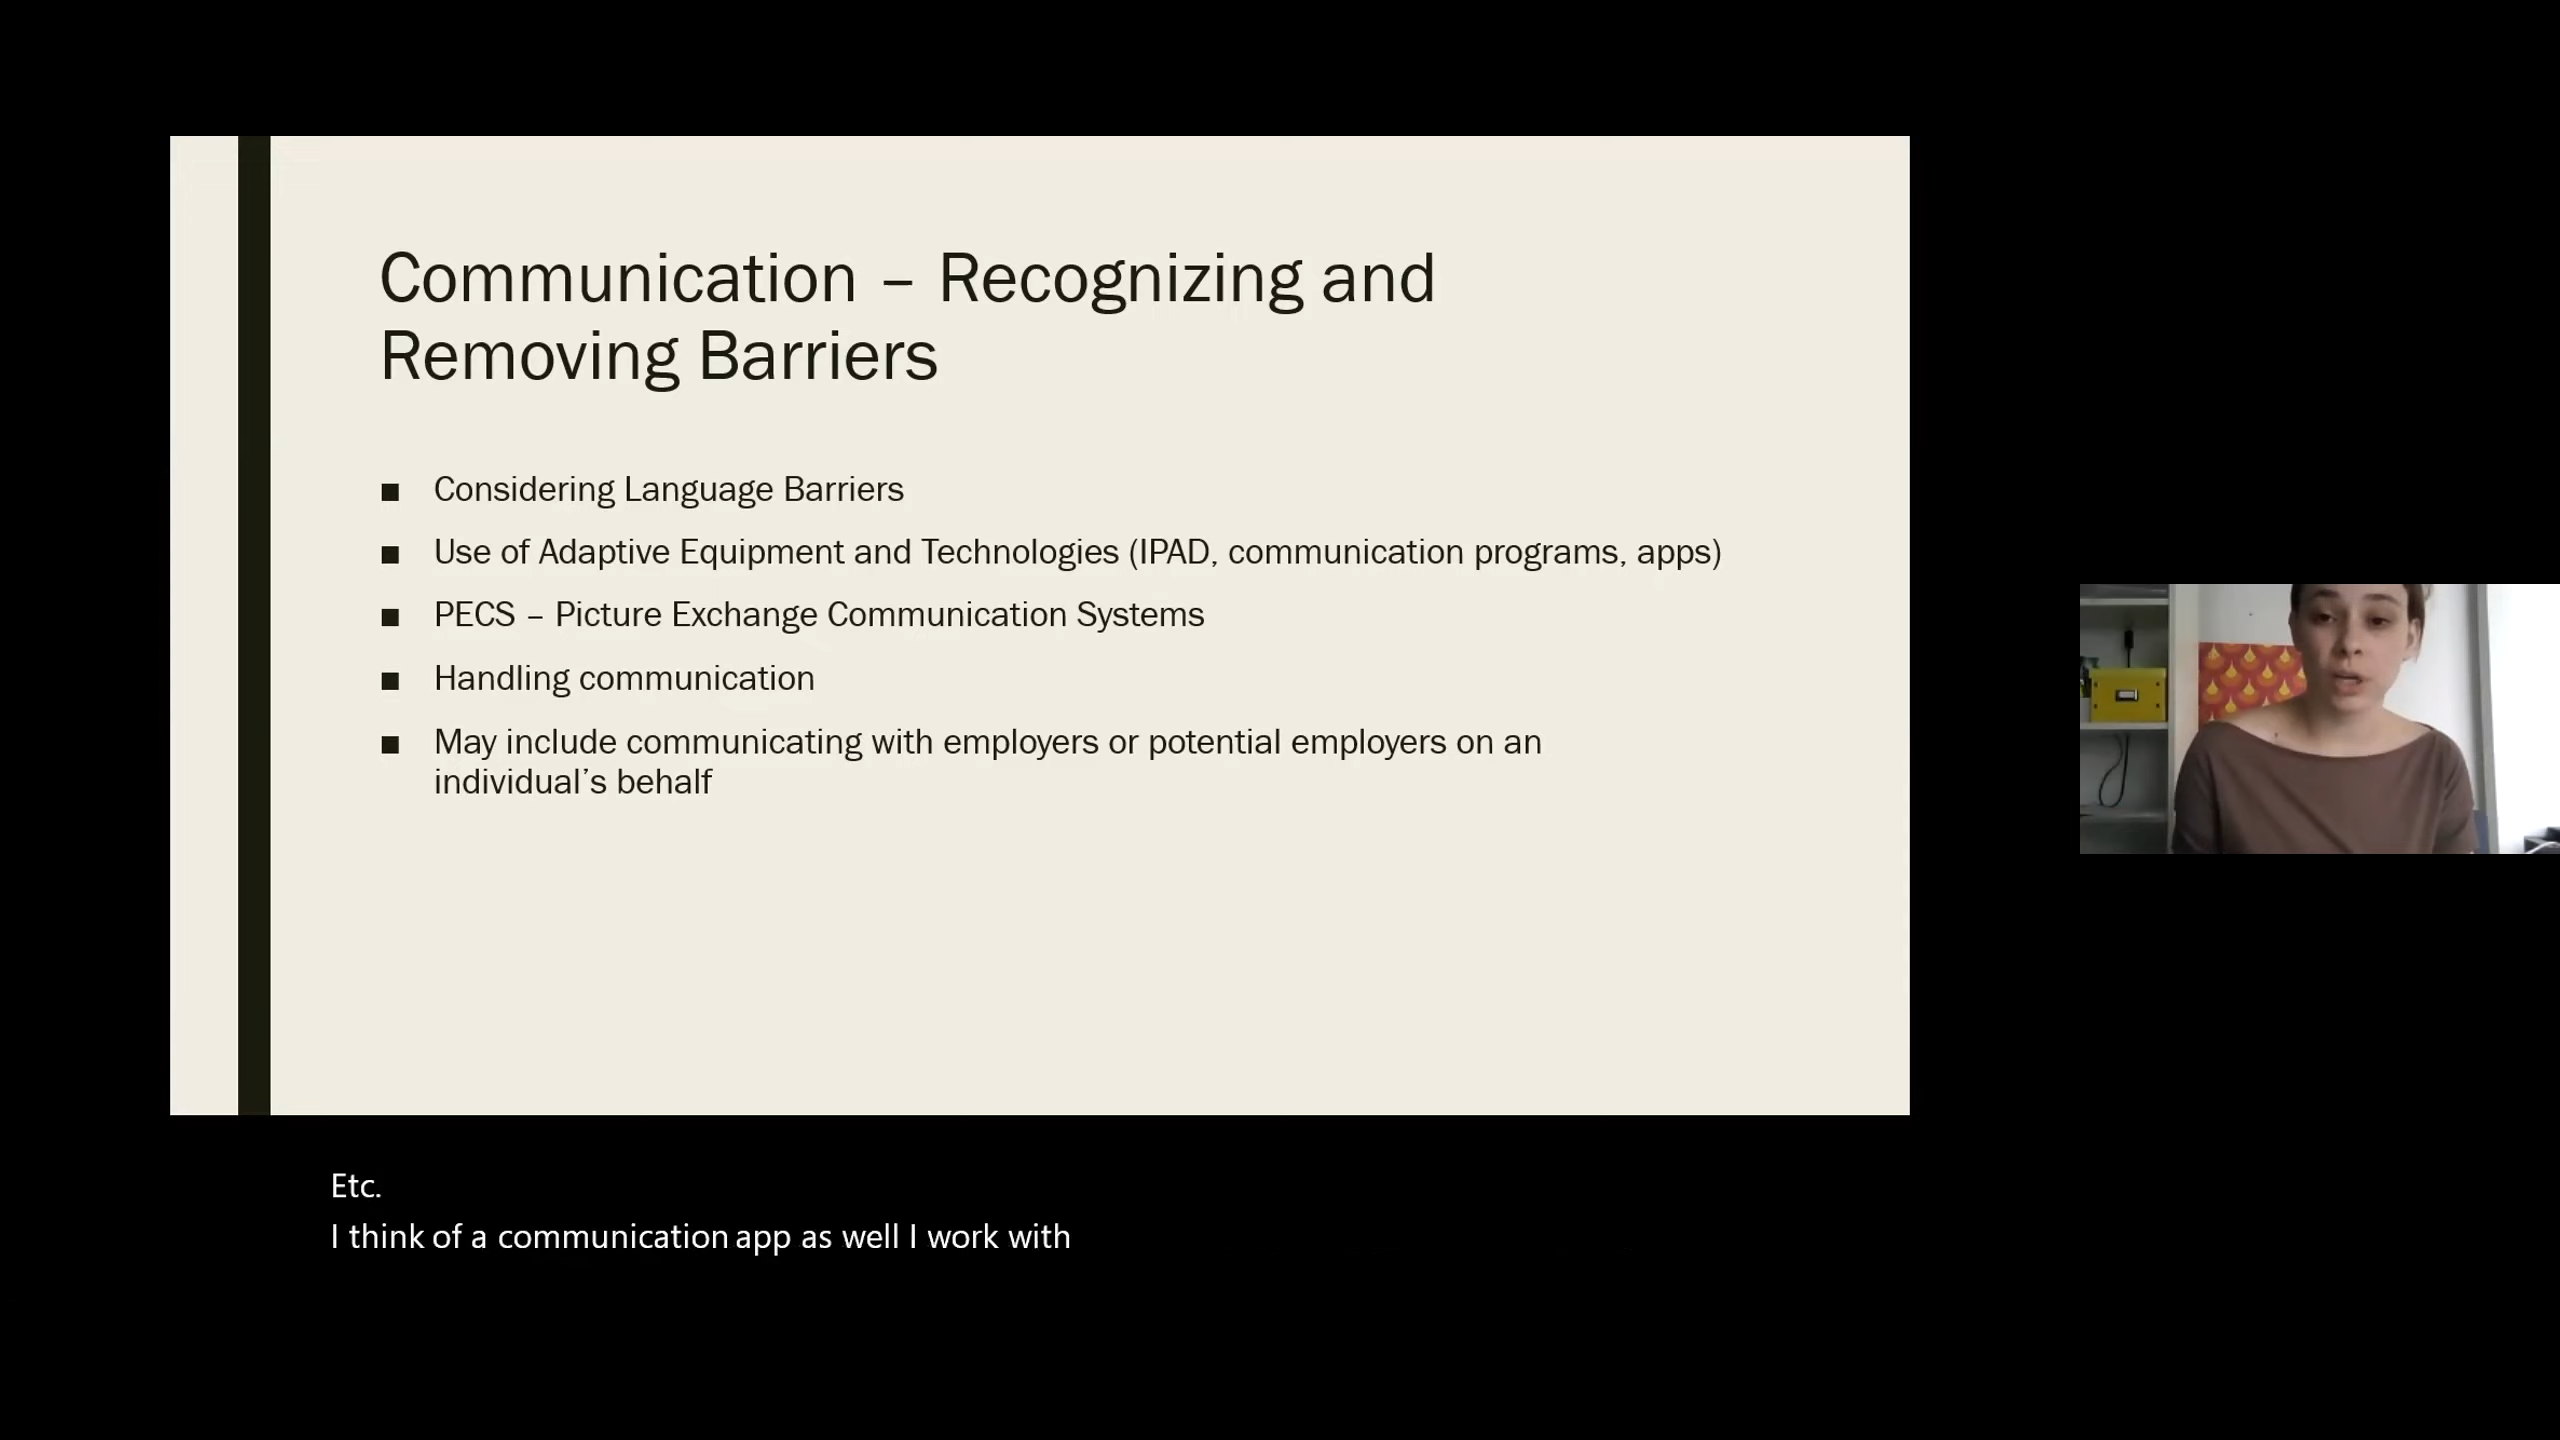 Communication – Recognizing and
Removing Barriers
■ Considering Language Barriers
■ Use of Adaptive Equipment and Technologies (IPAD, communication programs, apps)
■ PECS – Picture Exchange Communication Systems
■ Handling communication
■ May include communicating with employers or potential employers on an
individual’s behalf
Etc.
I think of a communication app as well I work with